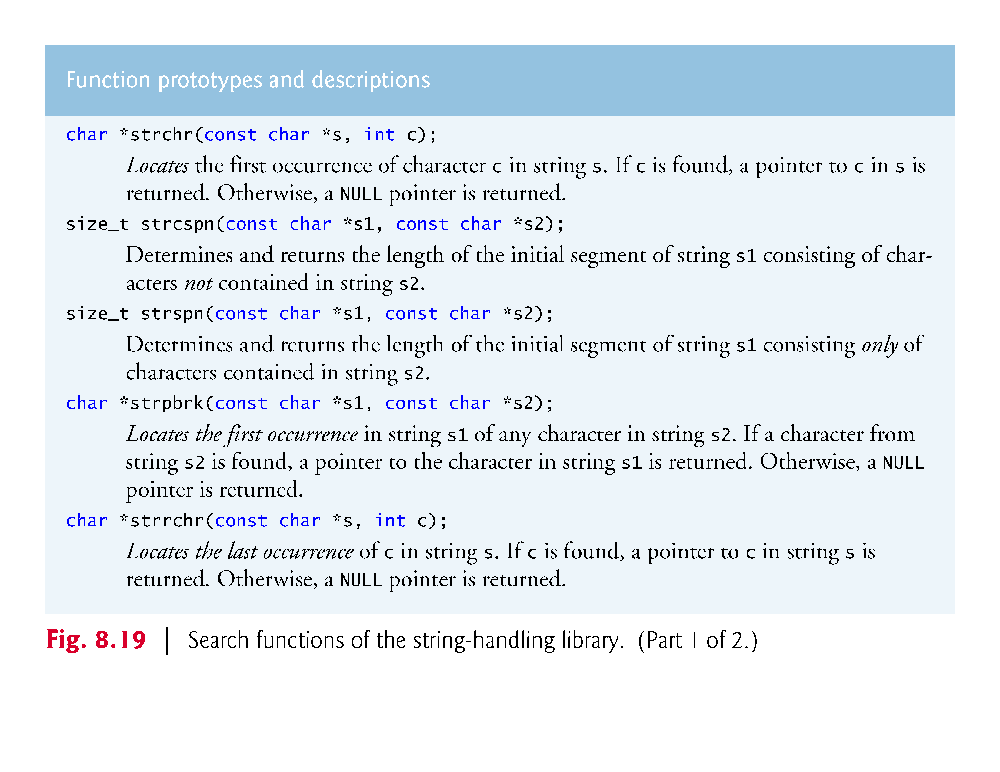 Function prototypes and descriptions
char *strchr(const char *s, int c);
Locates the first occurrence of character c in string s. If c is found, a pointer to c in s is
returned. Otherwise, a NULL pointer is returned.
size_t strcspn(const char *s1, const char *s2);
Determines and returns the length of the initial segment of string s1 consisting of char-
acters not contained in string s2.
size_t strspn(const char *s1, const char *s2);
Determines and returns the length of the initial segment of string s1 consisting only of
characters contained in string s2.
char *strpbrk(const char *s1, const char *s2);
Locates the first occurrence in string s1 of any character in string s2. If a character from
string s2 is found, a pointer to the character in string s1 is returned. Otherwise, a NULL
pointer is returned.
char *strrchr(const char *s, int c);
Locates the last occurrence of c in string s. If c is found, a pointer to c in string s is
returned. Otherwise, a NULL pointer is returned.
Fig. 8.19 | Search functions of the string-handling library. (Part 1 of 2.)